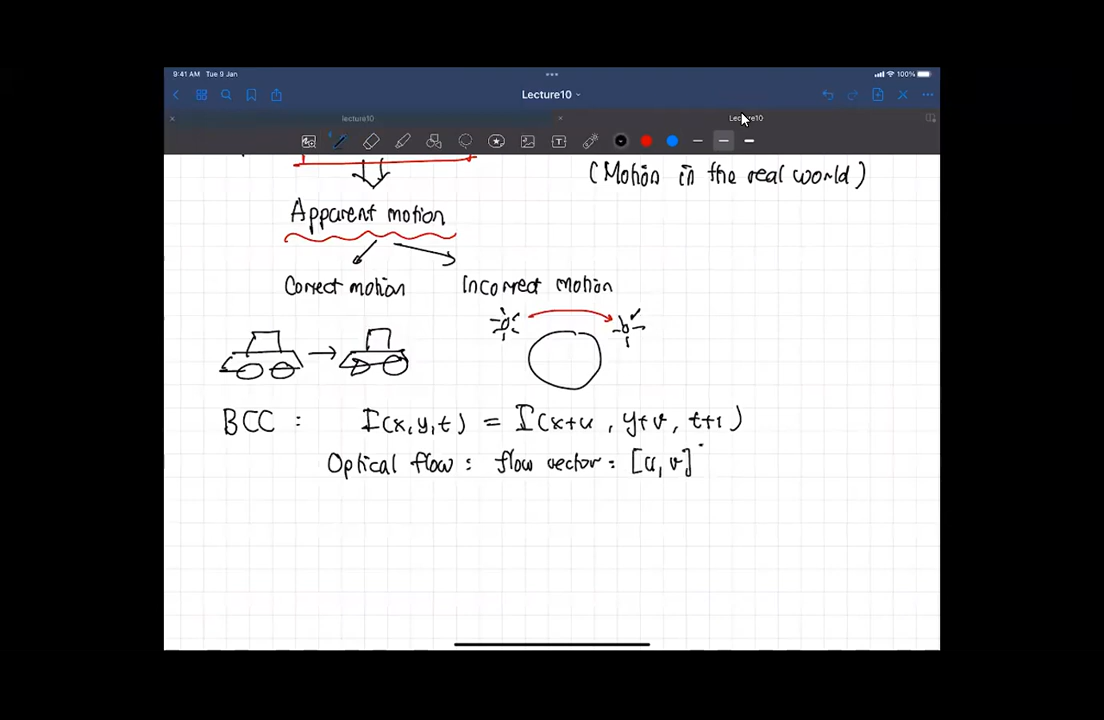 9:41 AM Tue 9 Jan
100%
Lecture10
lecture10
Lecture10
(Motion in the real world)
Apparent motion
Correct motion
Incorrect motion
BCC : I(x,y,t) = I(x+u, y+v, t+1)
Optical flow : flow vector : [u, v]